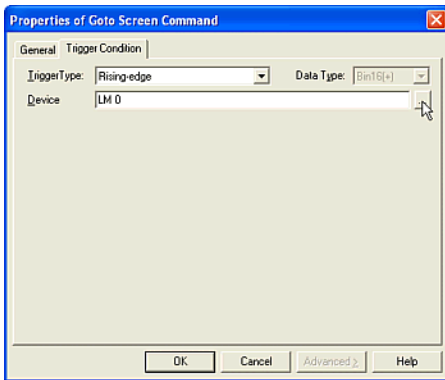 Properties of Goto Screen Command
General Trigger Condition
TriggerType: Rising-edge Data Type: Bin16(+)
Device LM 0 ...
OK Cancel Advanced > Help